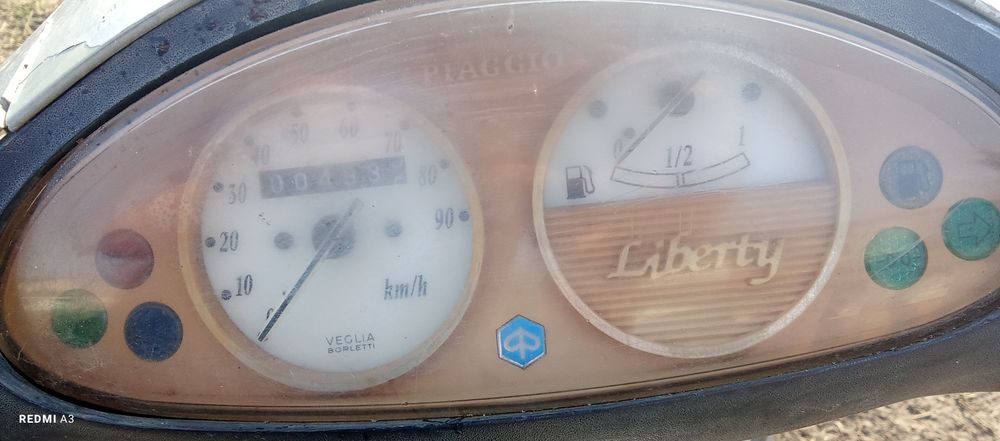 PIAGGIO
0 10 20 30 40 50 60 70 80 90
km/h
VEGLIA
BORLETTI
0 1/2 1
Liberty
REDMI A3